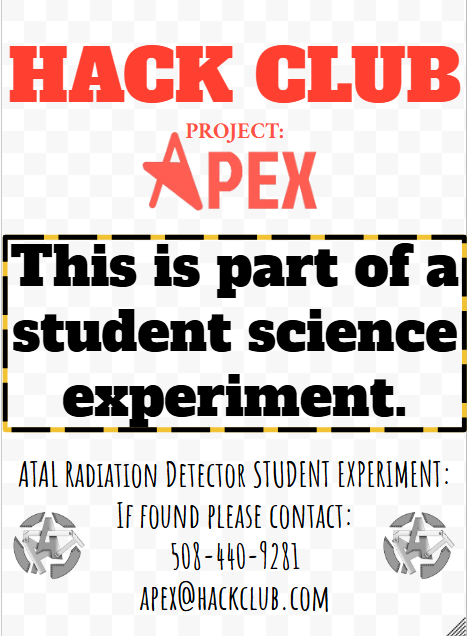 HACK CLUB
PROJECT:
APEX
This is part of a
student science
experiment.
ATAL RADIATION DETECTOR STUDENT EXPERIMENT:
IF FOUND PLEASE CONTACT:
508-440-9281
APEX@HACKCLUB.COM